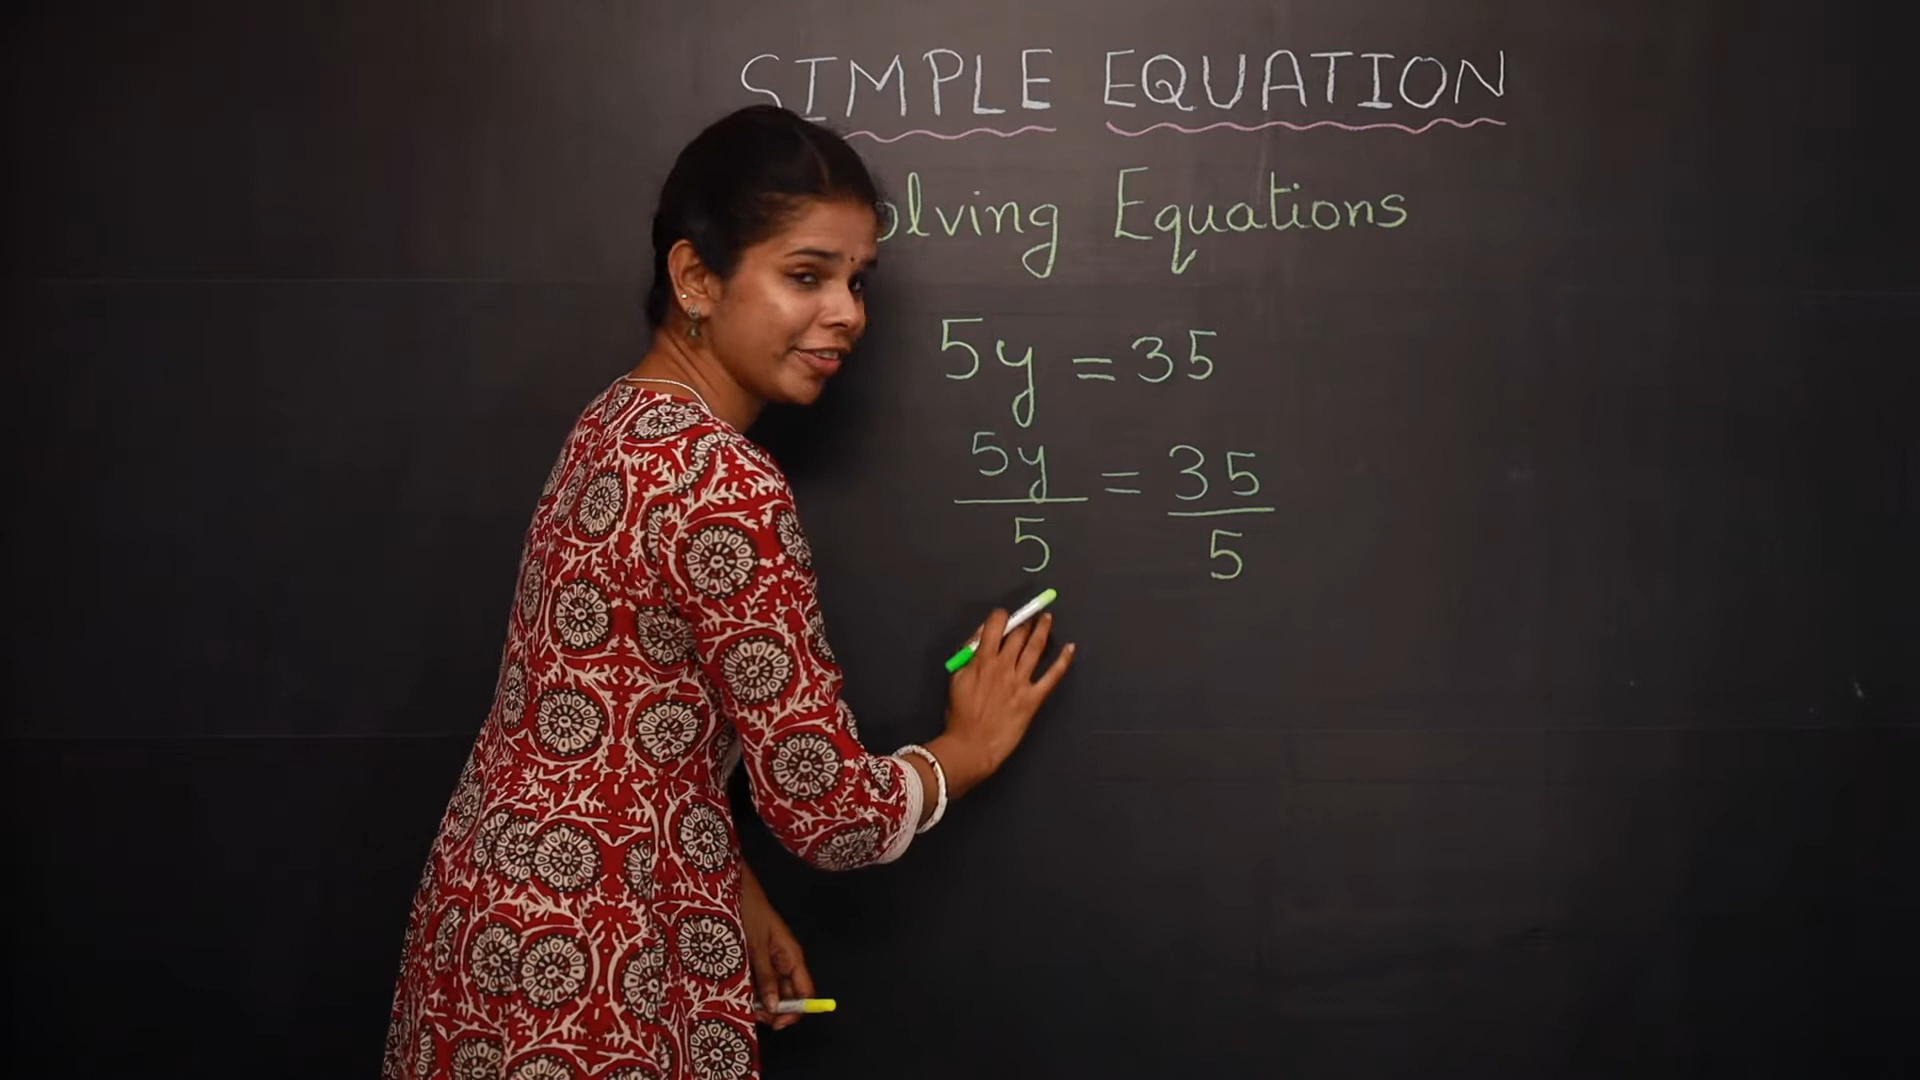 SIMPLE EQUATION
olving Equations
5y = 35
5y/5 = 35/5